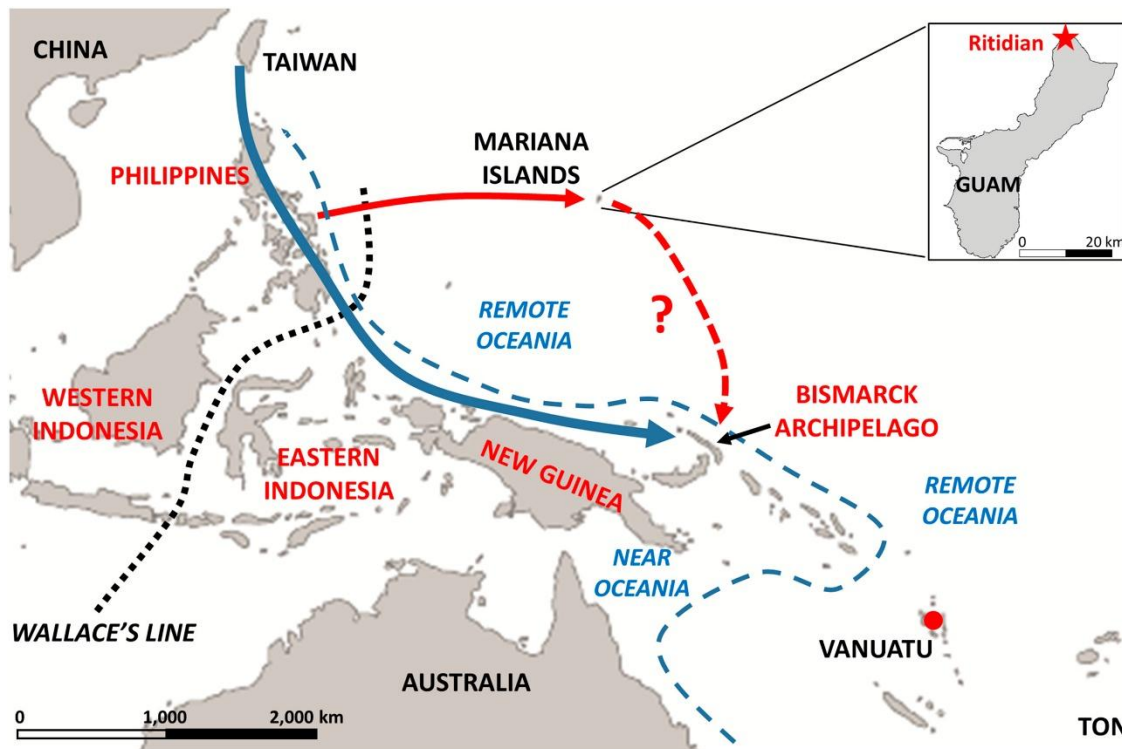 CHINA
TAIWAN
Ritidian
MARIANA
ISLANDS
PHILIPPINES
GUAM
0 20 km
REMOTE
OCEANIA
?
WESTERN
INDONESIA
BISMARCK
ARCHIPELAGO
EASTERN
INDONESIA
NEW GUINEA
REMOTE
OCEANIA
NEAR
OCEANIA
WALLACE'S LINE
VANUATU
AUSTRALIA
0 1,000 2,000 km
TON